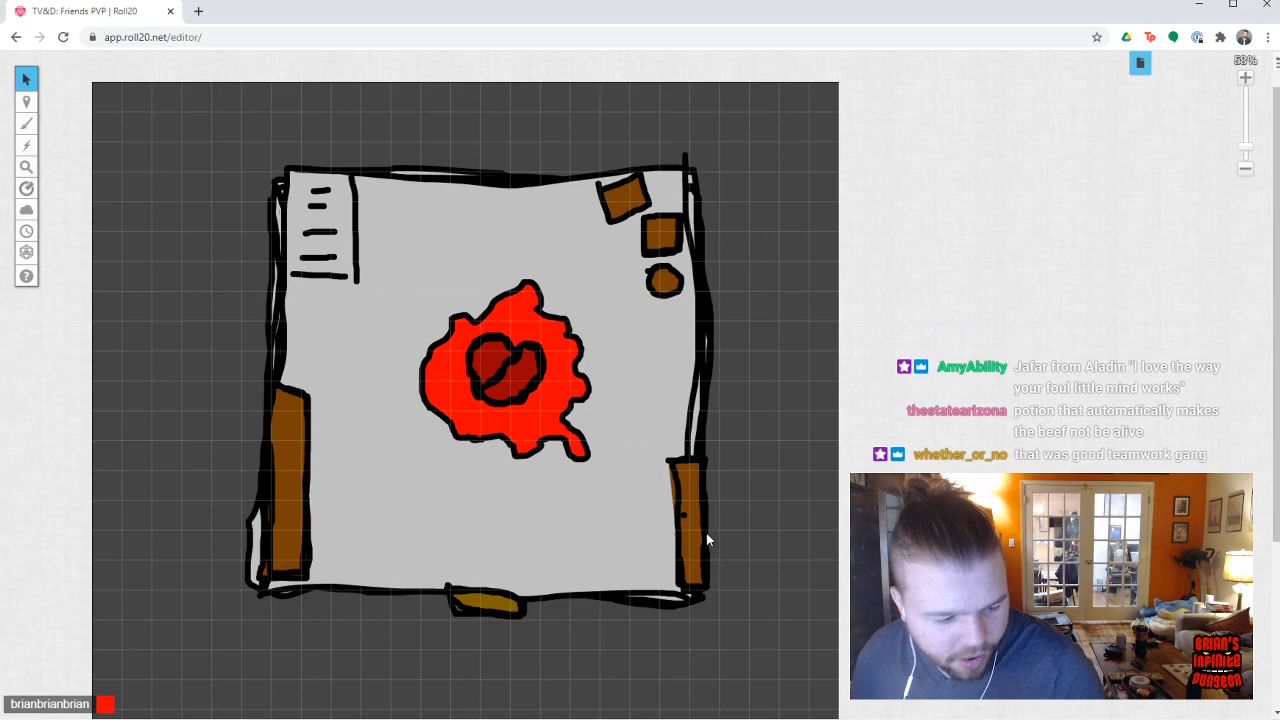 TV&D: Friends PVP | Roll20
app.roll20.net/editor/
Tp
AmyAbility Jafar from Aladin "I love the way
your foul little mind works"
thestatearizona potion that automatically makes
the beef not be alive
whether_or_no that was good teamwork gang
BRIAN'S
INFINITE
DUNGEON
brianbrianbrian